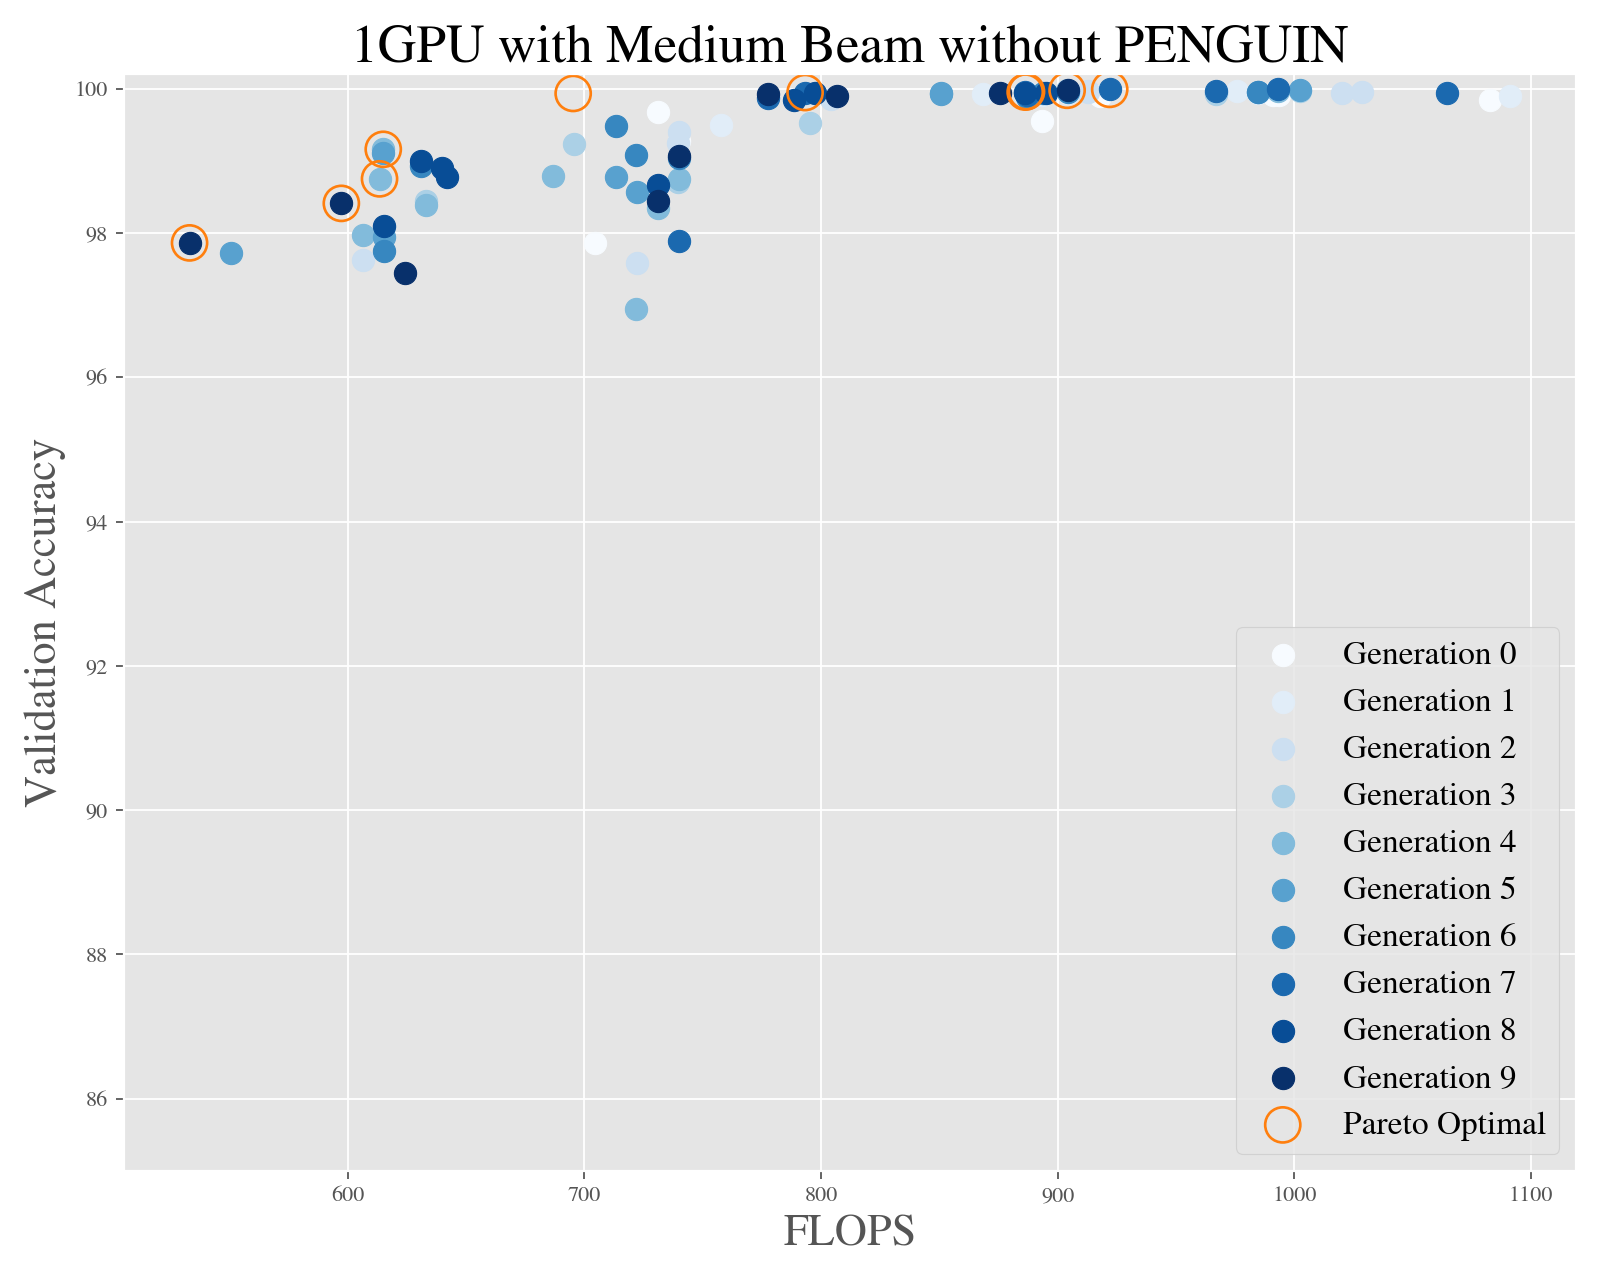 1GPU with Medium Beam without PENGUIN
100
98
96
94
92
90
88
86
Validation Accuracy
Generation 0
Generation 1
Generation 2
Generation 3
Generation 4
Generation 5
Generation 6
Generation 7
Generation 8
Generation 9
Pareto Optimal
600 700 800 900 1000 1100
FLOPS